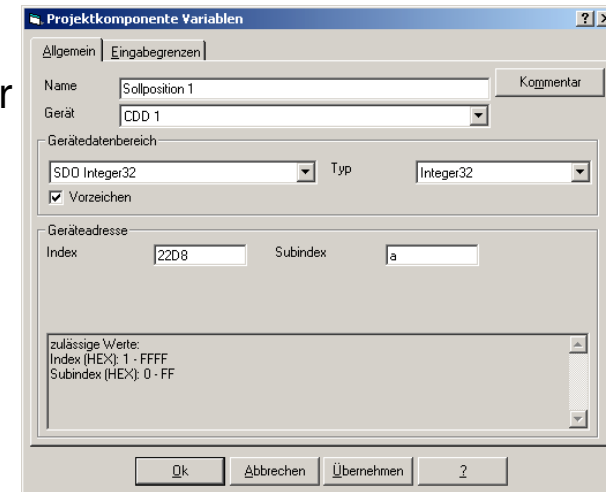 Projektkomponente Variablen
Allgemein Eingabegrenzen
r
Name Sollposition 1 Kommentar
Gerät CDD 1
Gerätedatenbereich
SDO Integer32 Typ Integer32
Vorzeichen
Geräteadresse
Index 22D8 Subindex a
zulässige Werte:
Index (HEX): 1 - FFFF
Subindex (HEX): 0 - FF
Ok Abbrechen Übernehmen ?